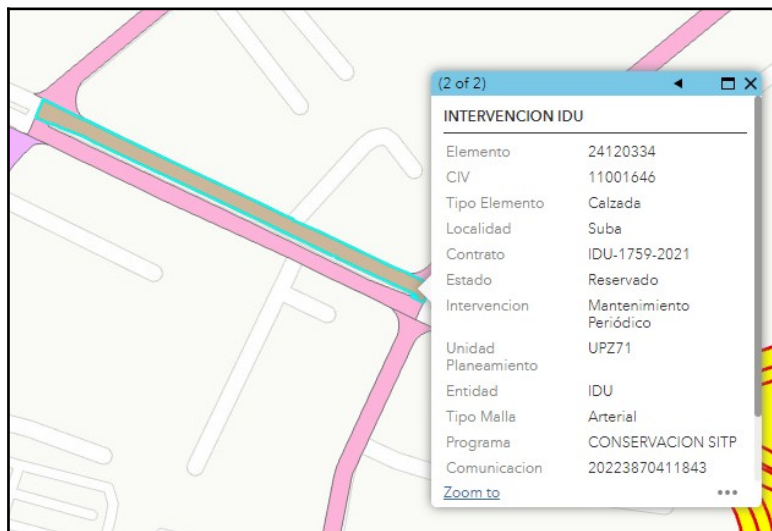 (2 of 2)
INTERVENCION IDU
Elemento 24120334
CIV 11001646
Tipo Elemento Calzada
Localidad Suba
Contrato IDU-1759-2021
Estado Reservado
Intervencion Mantenimiento
Periódico
Unidad UPZ71
Planeamiento
Entidad IDU
Tipo Malla Arterial
Programa CONSERVACION SITP
Comunicacion 20223870411843
Zoom to